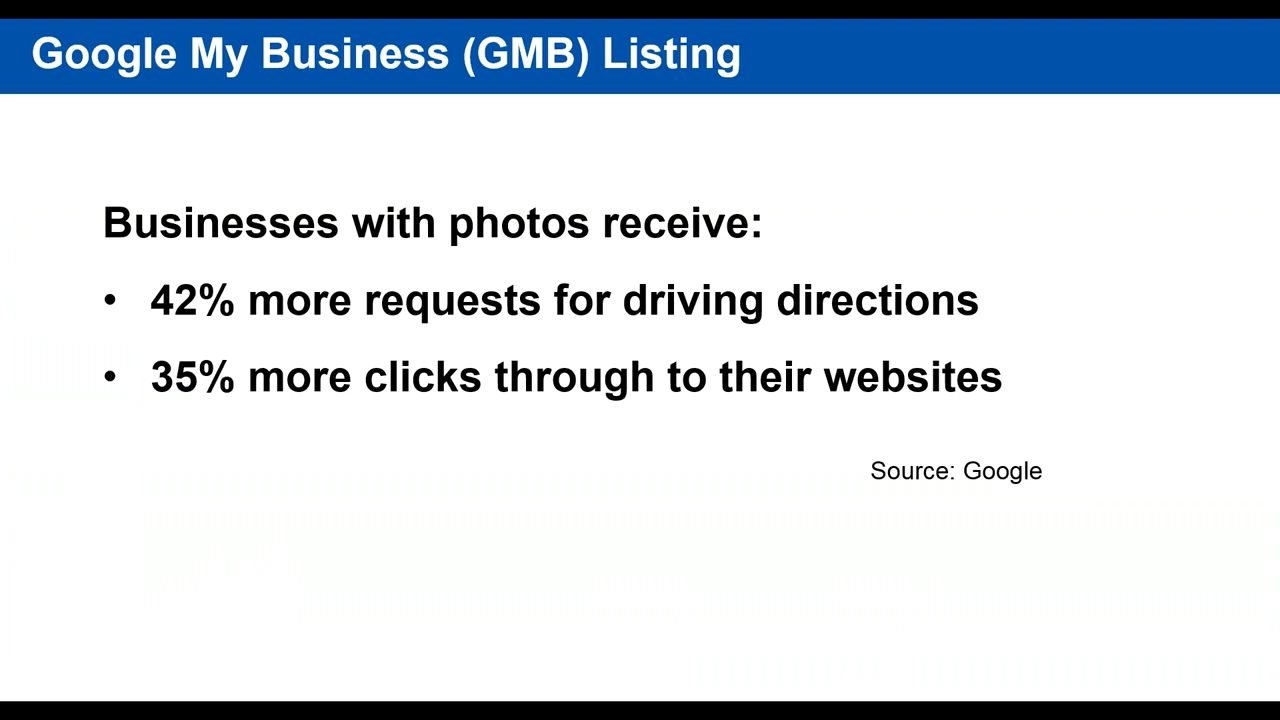 Google My Business (GMB) Listing
Businesses with photos receive:
• 42% more requests for driving directions
• 35% more clicks through to their websites
Source: Google